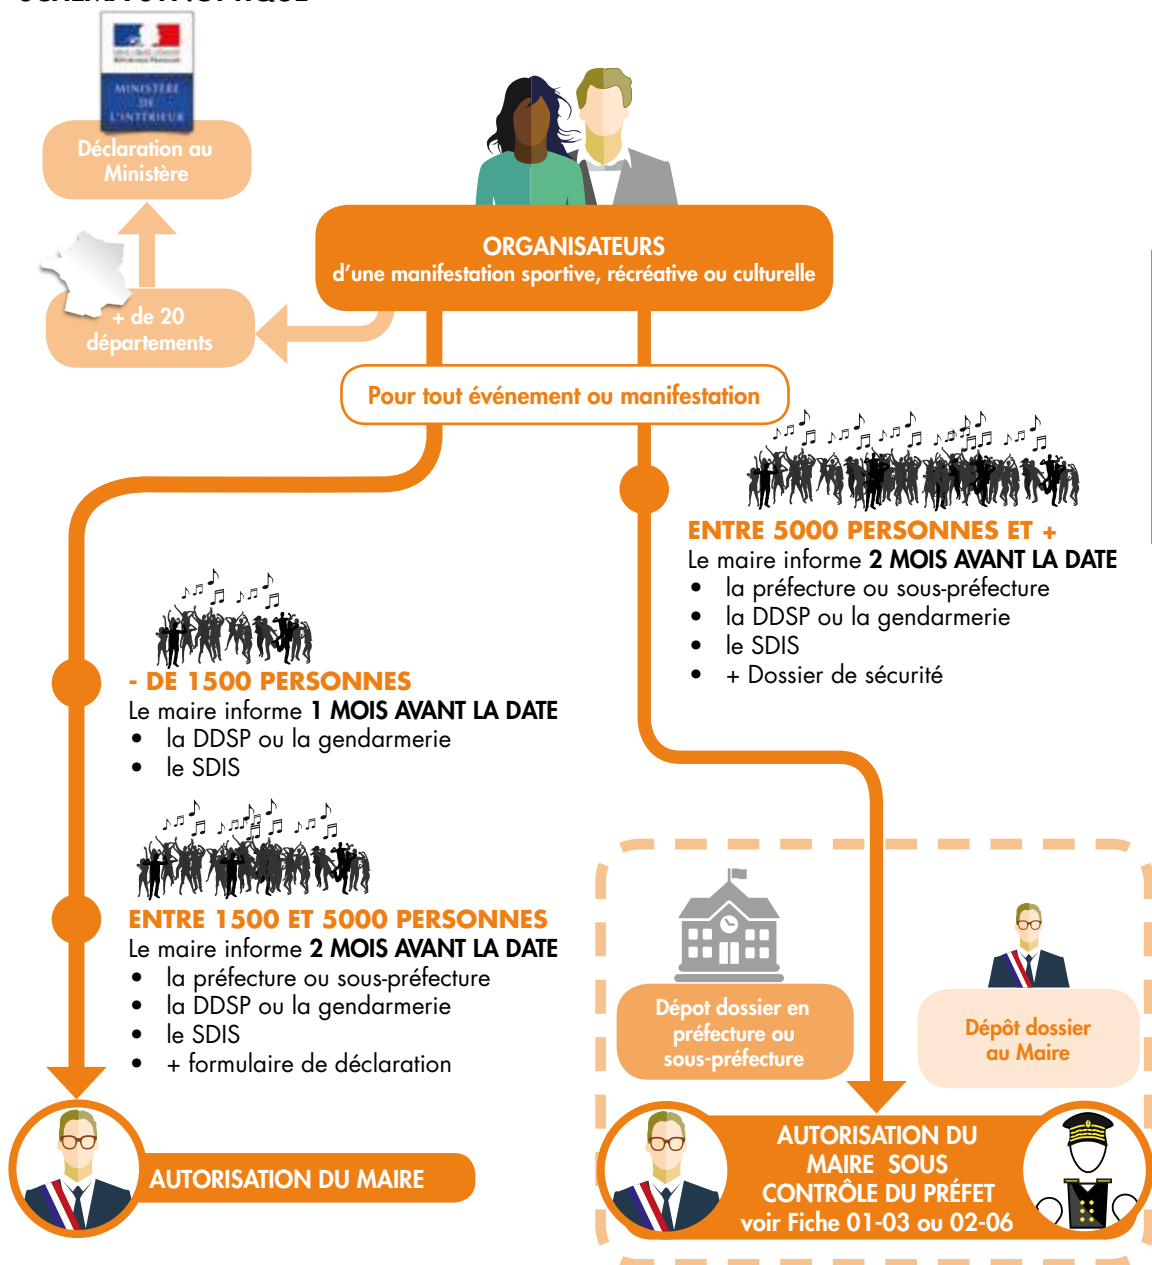 MINISTÈRE
DE
L'INTÉRIEUR
Déclaration au
Ministère
ORGANISATEURS
d'une manifestation sportive, récréative ou culturelle
+ de 20
départements
Pour tout événement ou manifestation
ENTRE 5000 PERSONNES ET +
Le maire informe 2 MOIS AVANT LA DATE
• la préfecture ou sous-préfecture
• la DDSP ou la gendarmerie
• le SDIS
• + Dossier de sécurité
- DE 1500 PERSONNES
Le maire informe 1 MOIS AVANT LA DATE
• la DDSP ou la gendarmerie
• le SDIS
ENTRE 1500 ET 5000 PERSONNES
Le maire informe 2 MOIS AVANT LA DATE
• la préfecture ou sous-préfecture
• la DDSP ou la gendarmerie
• le SDIS
• + formulaire de déclaration
Dépot dossier en
préfecture ou
sous-préfecture
Dépôt dossier
au Maire
AUTORISATION DU MAIRE
AUTORISATION DU
MAIRE SOUS
CONTRÔLE DU PRÉFET
voir Fiche 01-03 ou 02-06